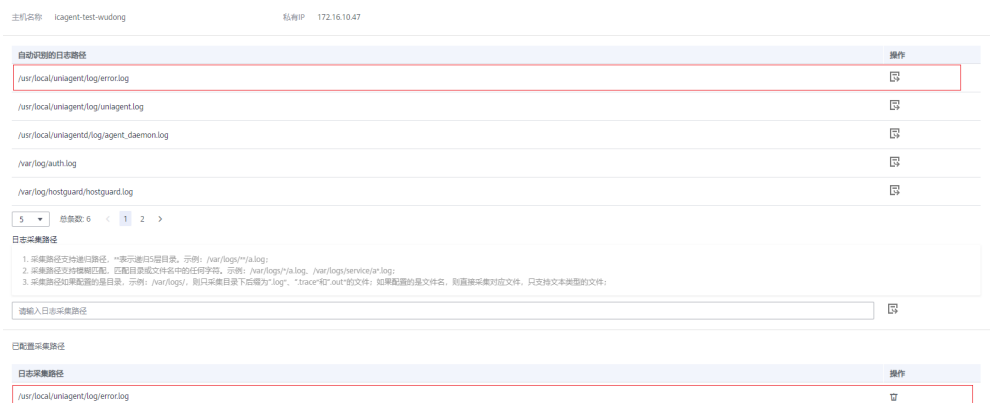 主机名称 icagent-test-wudong 私有IP 172.16.10.47
自动识别的日志路径 操作
/usr/local/uniagent/log/error.log
/usr/local/uniagent/log/uniagent.log
/usr/local/uniagentd/log/agent_daemon.log
/var/log/auth.log
/var/log/hostguard/hostguard.log
5 总条数: 6 < 1 2 >
日志采集路径
1. 采集路径支持递归路径，**表示递归5层目录。示例：/var/logs/**/a.log；
2. 采集路径支持模糊匹配，匹配目录或文件名中的任何字符。示例：/var/logs/*/a.log、/var/logs/service/a*.log；
3. 采集路径如果配置的是目录，示例：/var/logs/，则只采集目录下后缀为".log"、".trace"和".out"的文件；如果配置的是文件名，则直接采集对应文件，只支持文本类型的文件；
请输入日志采集路径
已配置采集路径
日志采集路径 操作
/usr/local/uniagent/log/error.log